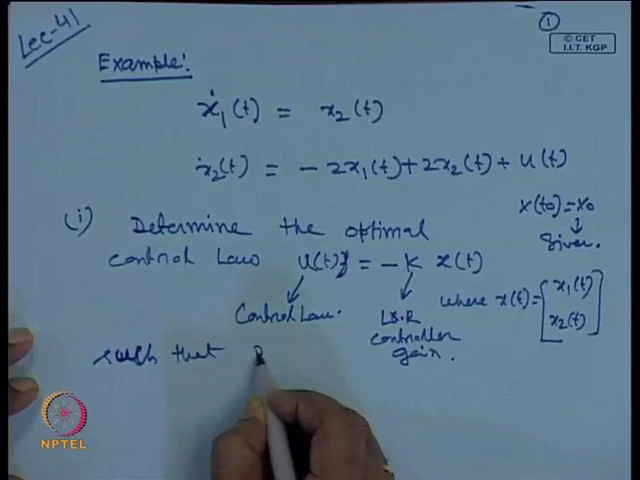 Lec-41
①
© CET
I.I.T. KGP
Example:
ẋ₁(t) = x₂(t)
ẋ₂(t) = -2x₁(t)+2x₂(t)+ u(t)
x(t0)=x0
↓
Given.
(i) Determine the optimal
control Law u(t) = -K x(t)
Control Law.
L.Q.R
controller
gain.
where x(t)=[x₁(t)
x₂(t)]
such that
NPTEL